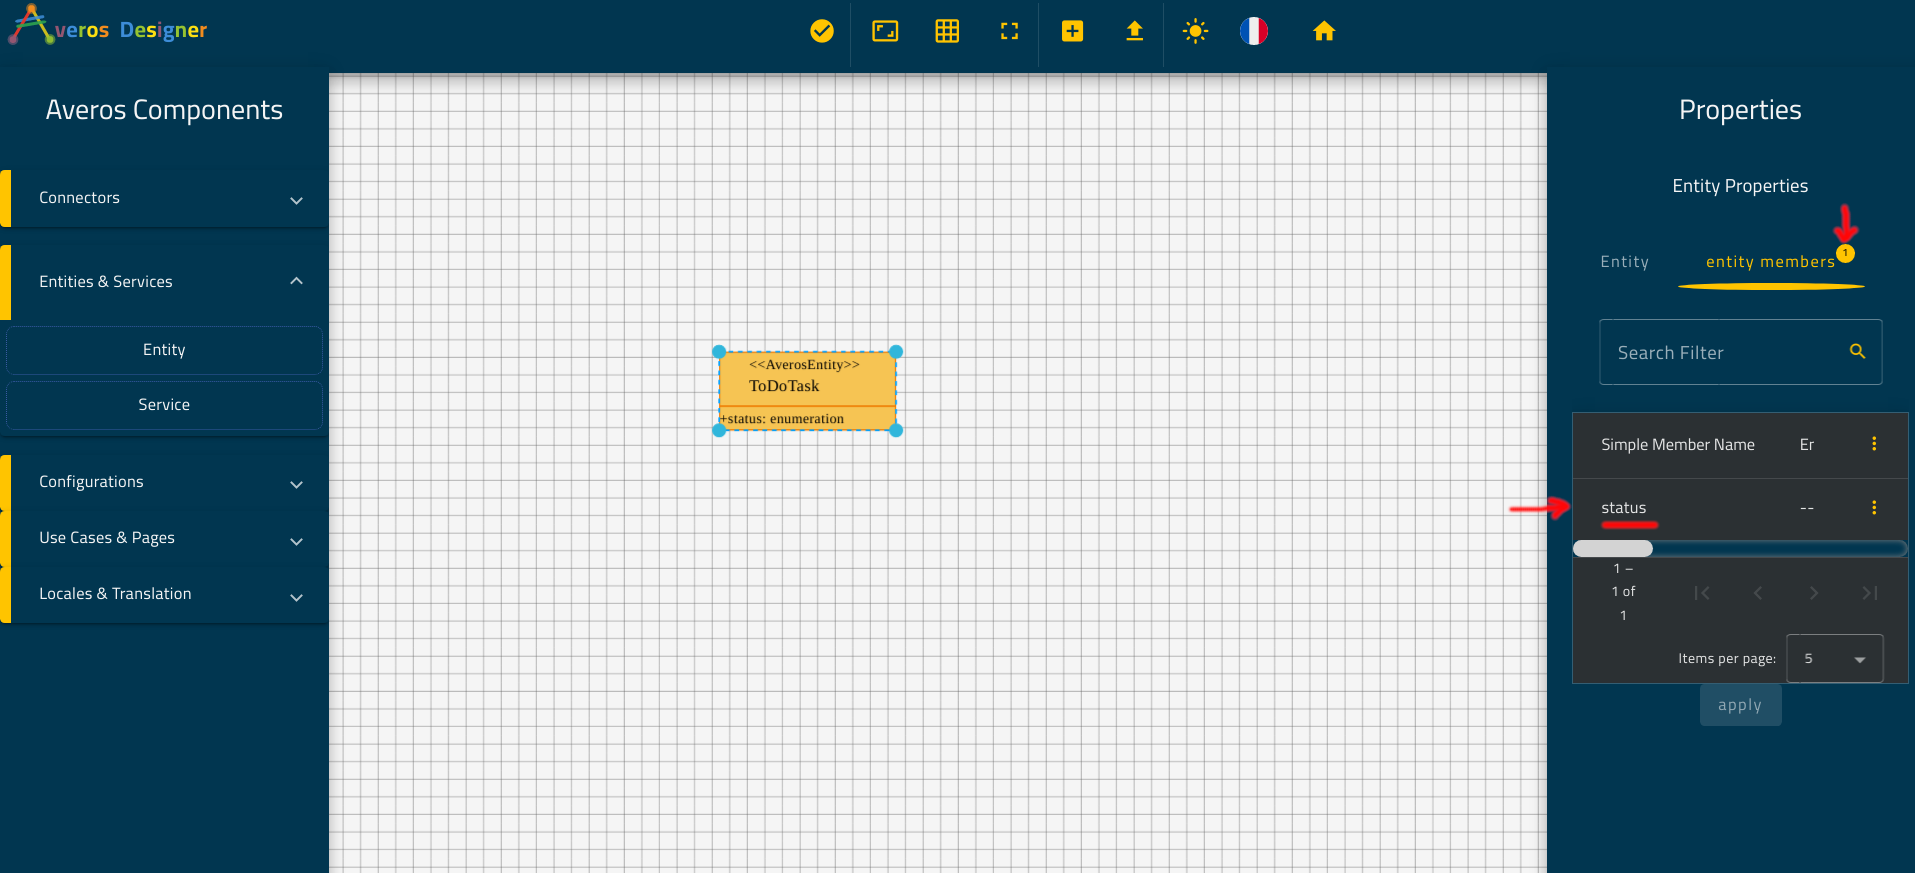 Averos Designer
Averos Components
Connectors
Entities & Services
Entity
Service
Configurations
Use Cases & Pages
Locales & Translation
<<AverosEntity>>
ToDoTask
+status: enumeration
Properties
Entity Properties
Entity
entity members
1
Search Filter
Simple Member Name Er
status --
1 –
1 of
1
Items per page: 5
apply